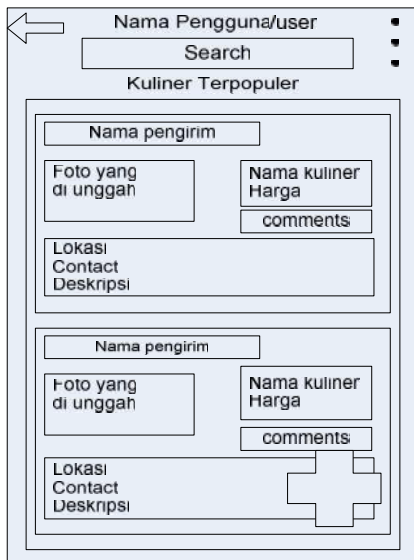 Nama Pengguna/user
Search
Kuliner Terpopuler
Nama pengirim
Foto yang
di unggah
Nama kuliner
Harga
comments
Lokasi
Contact
Deskripsi
Nama pengirim
Foto yang
di unggah
Nama kuliner
Harga
comments
Lokasi
Contact
Deskripsi